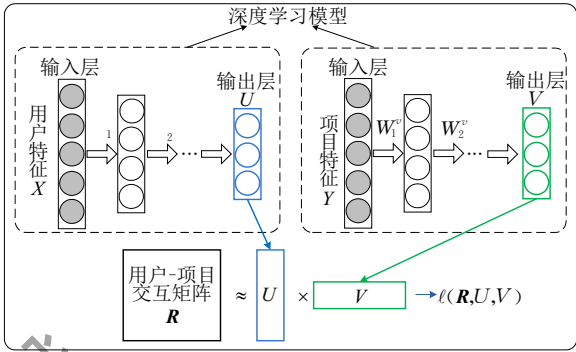 深度学习模型
输入层
用户特征X
1
2
···
输出层
U
输入层
项目特征Y
W₁ᵛ
W₂ᵛ
···
输出层
V
用户-项目
交互矩阵
R
≈ U × V → ℓ(R,U,V)